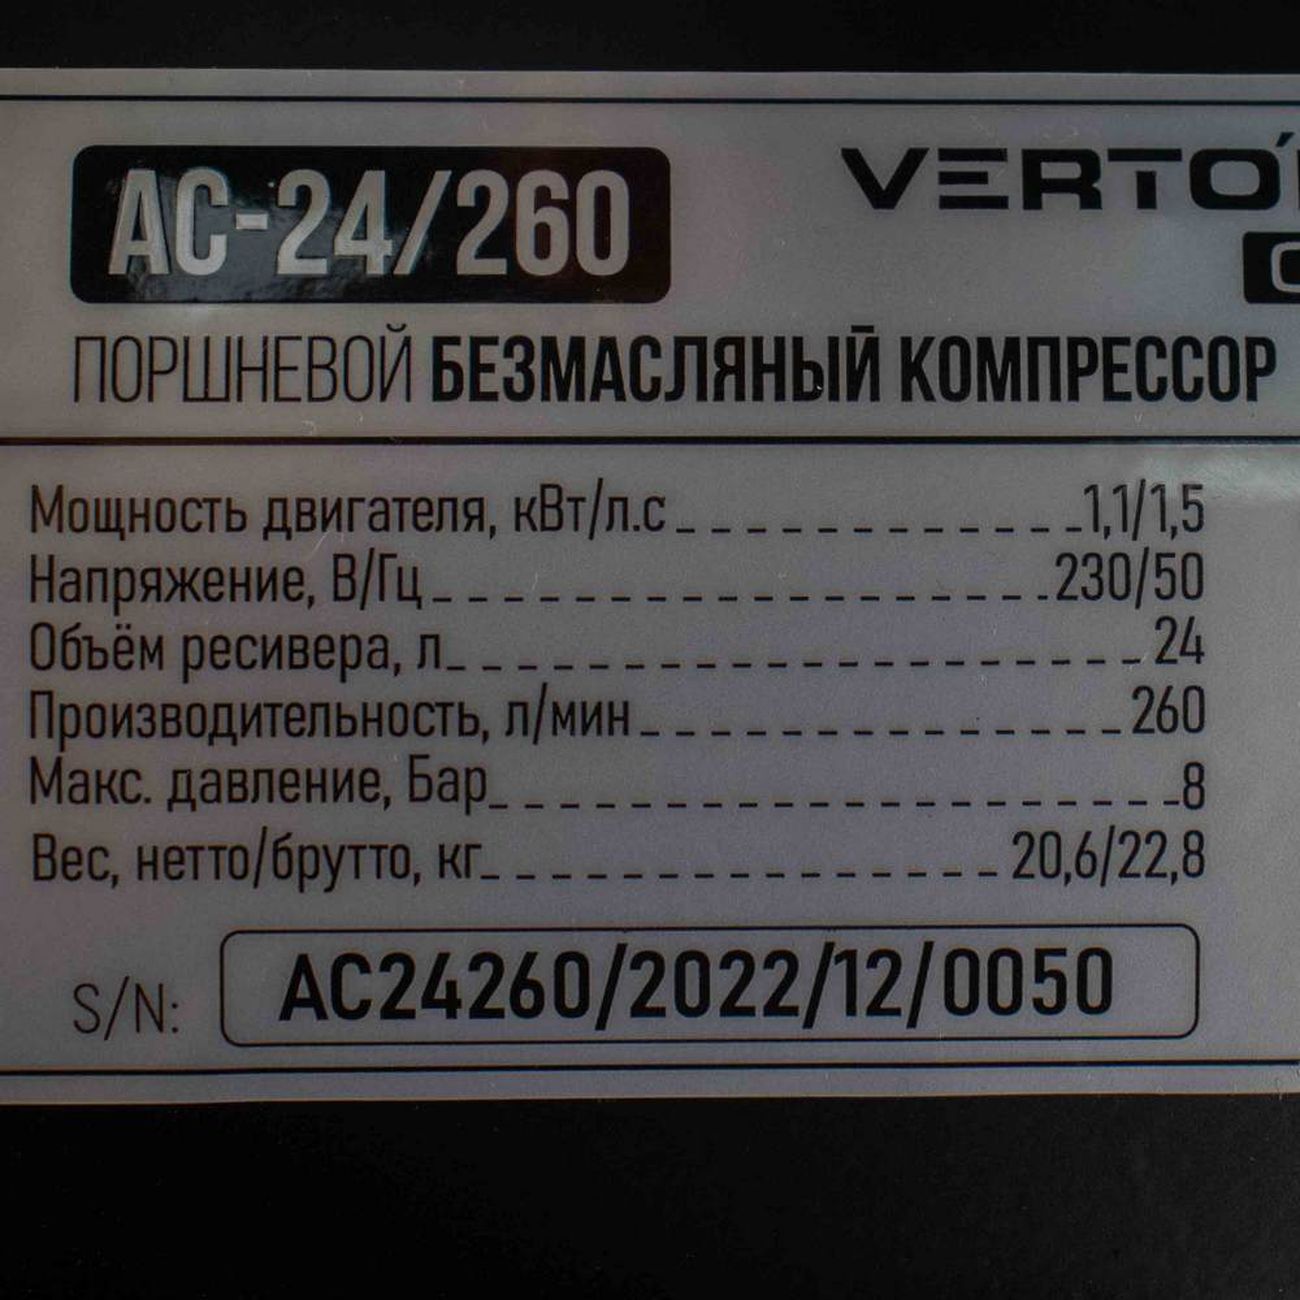 АС-24/260
VERTO
ПОРШНЕВОЙ БЕЗМАСЛЯНЫЙ КОМПРЕССОР
Мощность двигателя, кВт/л.с 1,1/1,5
Напряжение, В/Гц 230/50
Объём ресивера, л 24
Производительность, л/мин 260
Макс. давление, Бар 8
Вес, нетто/брутто, кг 20,6/22,8
S/N: AC24260/2022/12/0050